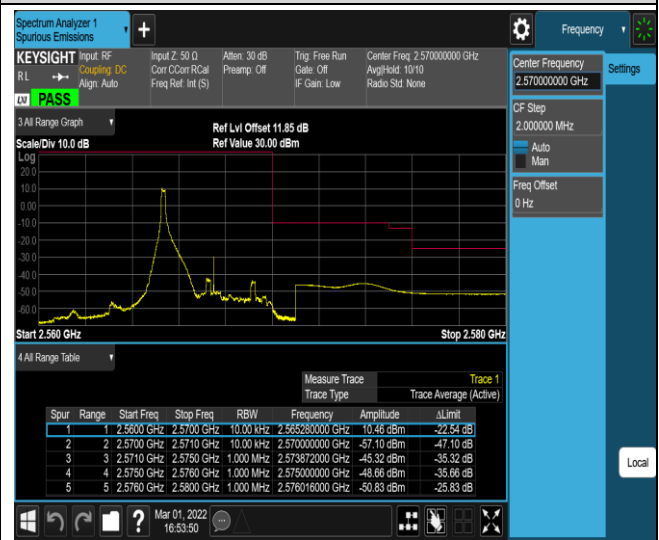 Spectrum Analyzer 1
Spurious Emissions
Frequency
KEYSIGHT Input: RF
RL
Coupling: DC
Align: Auto
Input Z: 50 Ω
Corr CCorr RCal
Freq Ref: Int (S)
Atten: 30 dB
Preamp: Off
Trig: Free Run
Gate: Off
IF Gain: Low
Center Freq: 2.570000000 GHz
Avg|Hold: 10/10
Radio Std: None
LXI PASS
3 All Range Graph
Scale/Div 10.0 dB
Ref Lvl Offset 11.85 dB
Ref Value 30.00 dBm
Log
20.0
10.0
0.00
-10.0
-20.0
-30.0
-40.0
-50.0
-60.0
Start 2.560 GHz
Stop 2.580 GHz
4 All Range Table
Measure Trace Trace 1
Trace Type Trace Average (Active)
Spur Range Start Freq Stop Freq RBW Frequency Amplitude ΔLimit
1 1 2.5600 GHz 2.5700 GHz 10.00 kHz 2.565280000 GHz 10.46 dBm -22.54 dB
2 2 2.5700 GHz 2.5710 GHz 10.00 kHz 2.570000000 GHz -57.10 dBm -47.10 dB
3 3 2.5710 GHz 2.5750 GHz 1.000 MHz 2.573872000 GHz -45.32 dBm -35.32 dB
4 4 2.5750 GHz 2.5760 GHz 1.000 MHz 2.575000000 GHz -48.66 dBm -35.66 dB
5 5 2.5760 GHz 2.5800 GHz 1.000 MHz 2.576016000 GHz -50.83 dBm -25.83 dB
Center Frequency
2.570000000 GHz
Settings
CF Step
2.000000 MHz
Auto
Man
Freq Offset
0 Hz
Local
Mar 01, 2022
16:53:50